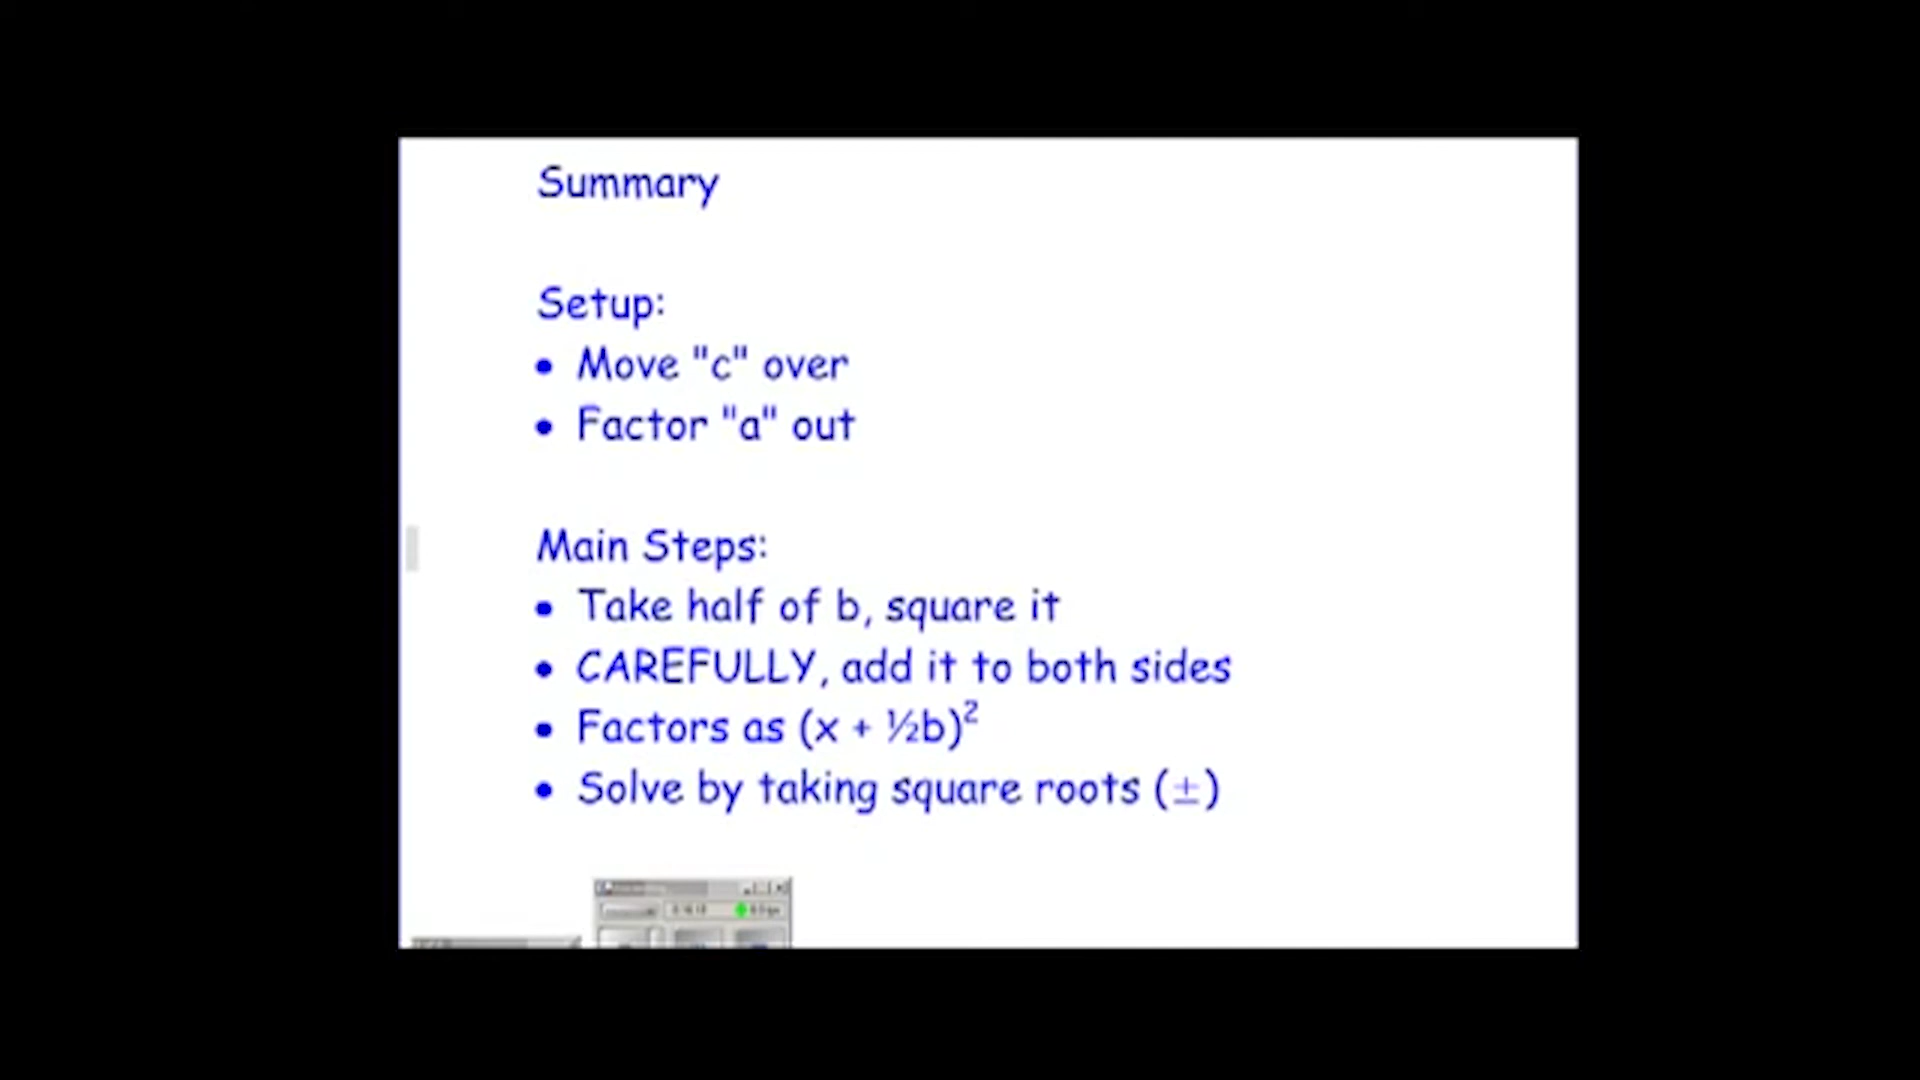 Summary
Setup:
• Move "c" over
• Factor "a" out
Main Steps:
• Take half of b, square it
• CAREFULLY, add it to both sides
• Factors as (x + ½b)²
• Solve by taking square roots (±)